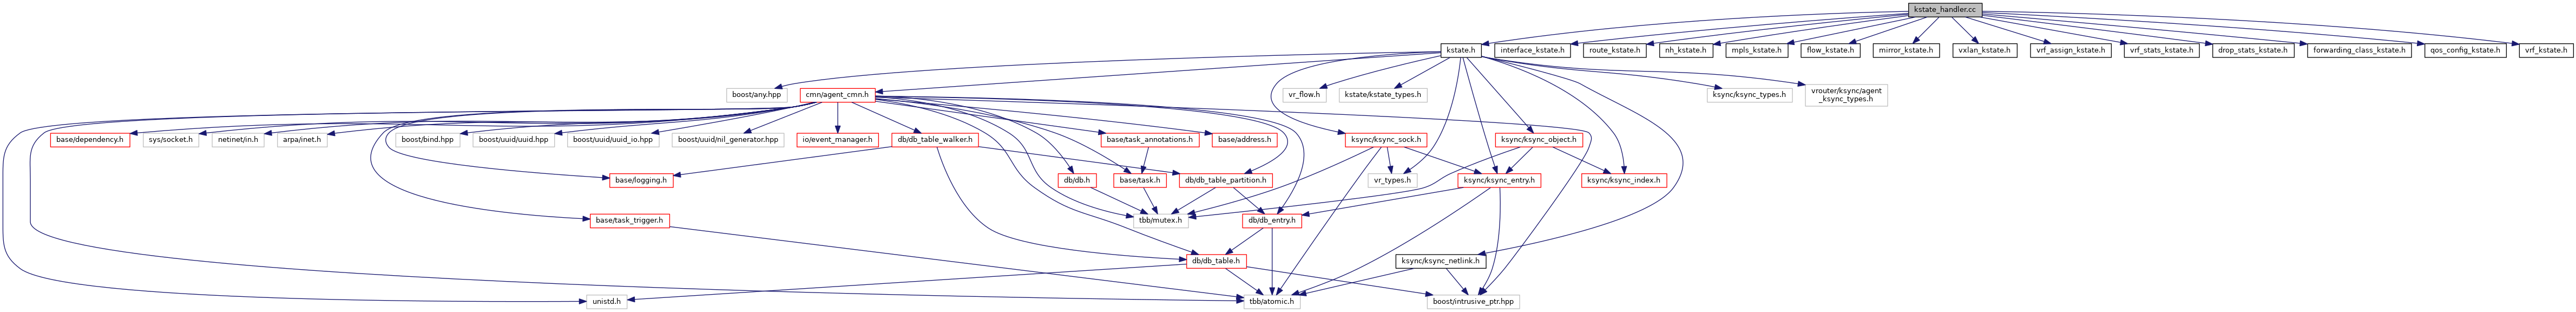 kstate_handler.cc
kstate.h
interface_kstate.h
route_kstate.h
nh_kstate.h
mpls_kstate.h
flow_kstate.h
mirror_kstate.h
vxlan_kstate.h
vrf_assign_kstate.h
vrf_stats_kstate.h
drop_stats_kstate.h
forwarding_class_kstate.h
qos_config_kstate.h
vrf_kstate.h
boost/any.hpp
cmn/agent_cmn.h
vr_flow.h
kstate/kstate_types.h
ksync/ksync_types.h
vrouter/ksync/agent
_ksync_types.h
base/dependency.h
sys/socket.h
netinet/in.h
arpa/inet.h
boost/bind.hpp
boost/uuid/uuid.hpp
boost/uuid/uuid_io.hpp
boost/uuid/nil_generator.hpp
io/event_manager.h
db/db_table_walker.h
base/task_annotations.h
base/address.h
ksync/ksync_sock.h
ksync/ksync_object.h
base/logging.h
db/db.h
base/task.h
db/db_table_partition.h
vr_types.h
ksync/ksync_entry.h
ksync/ksync_index.h
base/task_trigger.h
tbb/mutex.h
db/db_entry.h
db/db_table.h
ksync/ksync_netlink.h
unistd.h
tbb/atomic.h
boost/intrusive_ptr.hpp